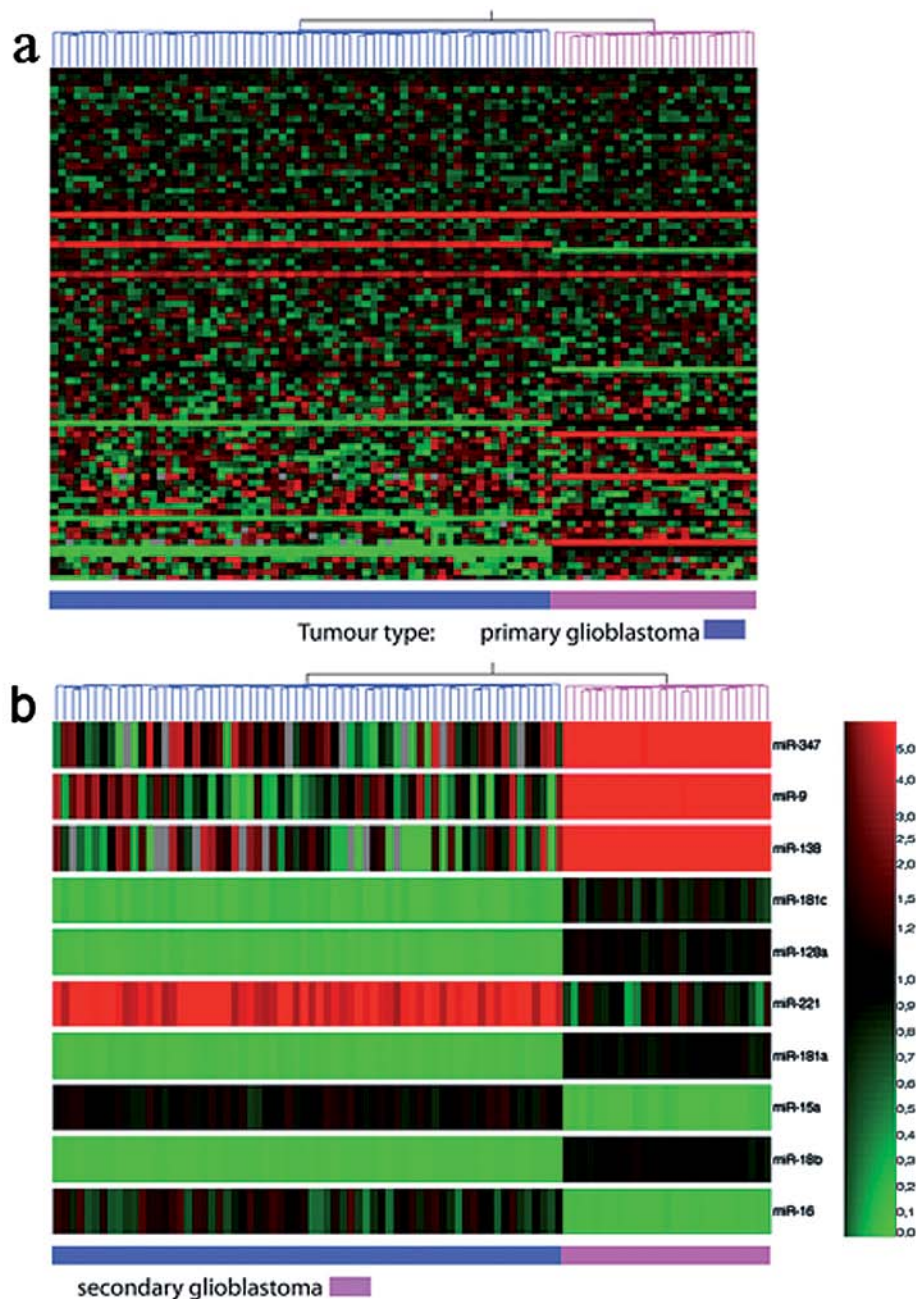 a
Tumour type: primary glioblastoma
b
miR-347
miR-9
miR-138
miR-181c
miR-129a
miR-221
miR-181a
miR-15a
miR-18b
miR-16
5,0
4,0
3,0
2,5
2,0
1,5
1,2
1,0
0,9
0,8
0,7
0,6
0,5
0,4
0,3
0,2
0,1
0,0
secondary glioblastoma